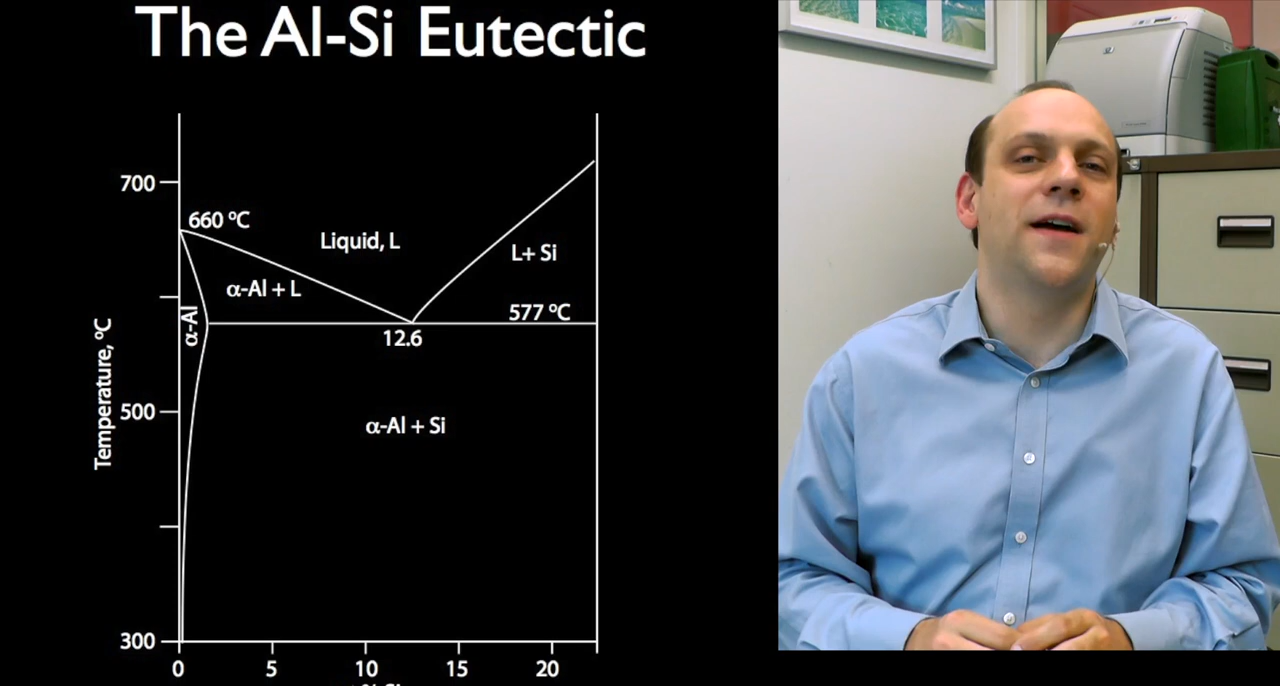 The Al-Si Eutectic
700
660 ºC
Liquid, L
L+ Si
α-Al + L
577 ºC
α-Al
12.6
Temperature, ºC
500
α-Al + Si
300
0
5
10
15
20
hp